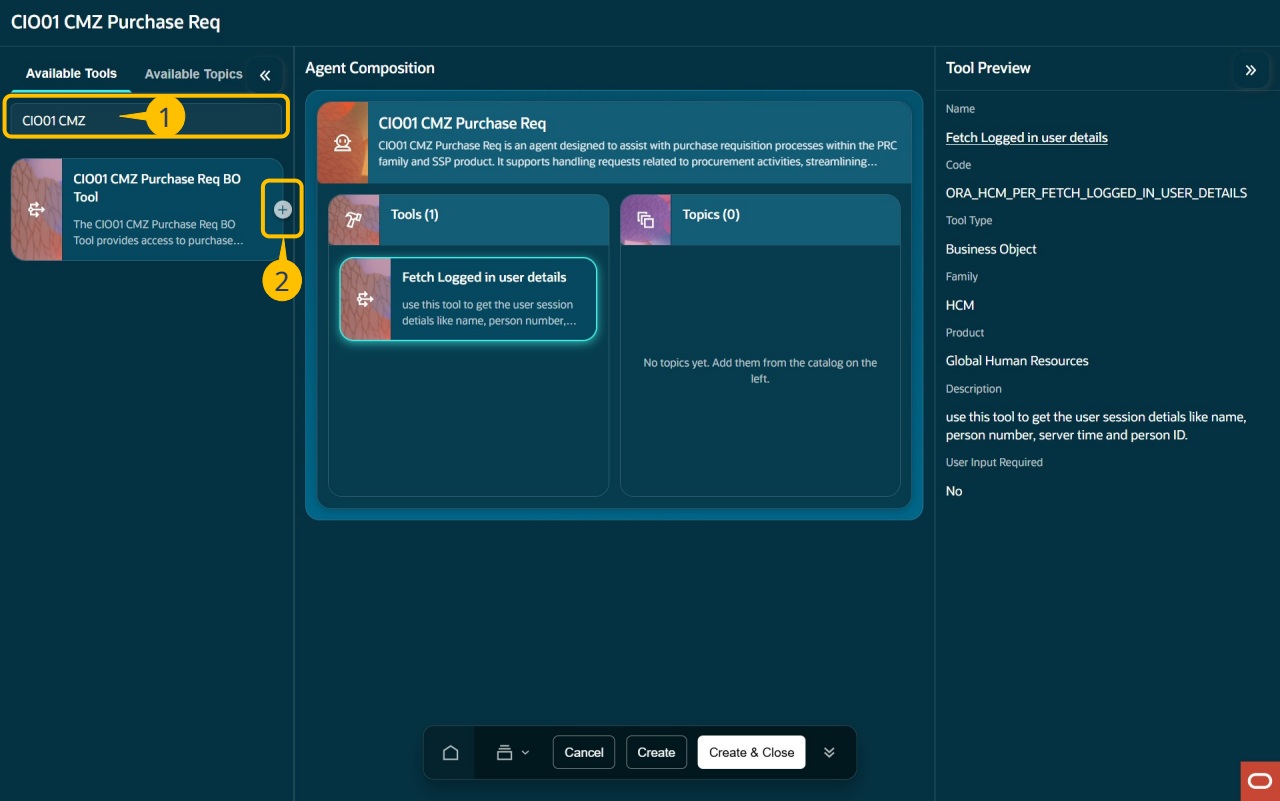 CIO01 CMZ Purchase Req
Available Tools
Available Topics
CIO01 CMZ
1
CIO01 CMZ Purchase Req BO
Tool
The CIO01 CMZ Purchase Req BO
Tool provides access to purchase...
2
Agent Composition
CIO01 CMZ Purchase Req
CIO01 CMZ Purchase Req is an agent designed to assist with purchase requisition processes within the PRC
family and SSP product. It supports handling requests related to procurement activities, streamlining...
Tools (1)
Fetch Logged in user details
use this tool to get the user session
detials like name, person number,...
Topics (0)
No topics yet. Add them from the catalog on the
left.
Tool Preview
Name
Fetch Logged in user details
Code
ORA_HCM_PER_FETCH_LOGGED_IN_USER_DETAILS
Tool Type
Business Object
Family
HCM
Product
Global Human Resources
Description
use this tool to get the user session detials like name,
person number, server time and person ID.
User Input Required
No
Cancel
Create
Create & Close